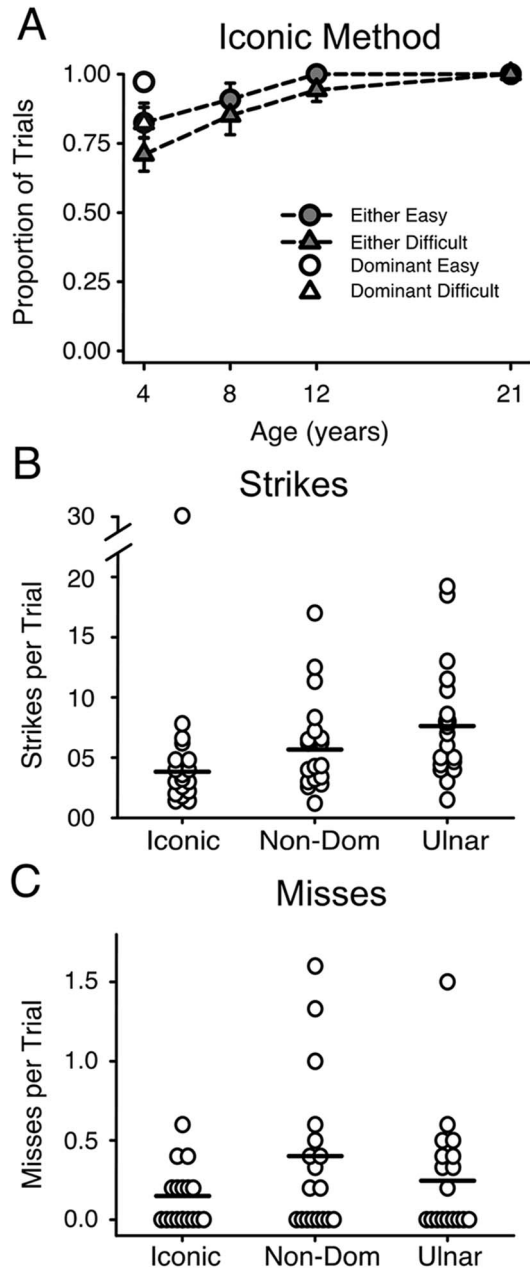 A
Iconic Method
1.00
0.75
0.50
0.25
0.00
Proportion of Trials
Either Easy
Either Difficult
Dominant Easy
Dominant Difficult
4 8 12 21
Age (years)
B
Strikes
30
20
15
10
05
00
Strikes per Trial
Iconic Non-Dom Ulnar
C
Misses
1.5
1.0
0.5
0.0
Misses per Trial
Iconic Non-Dom Ulnar